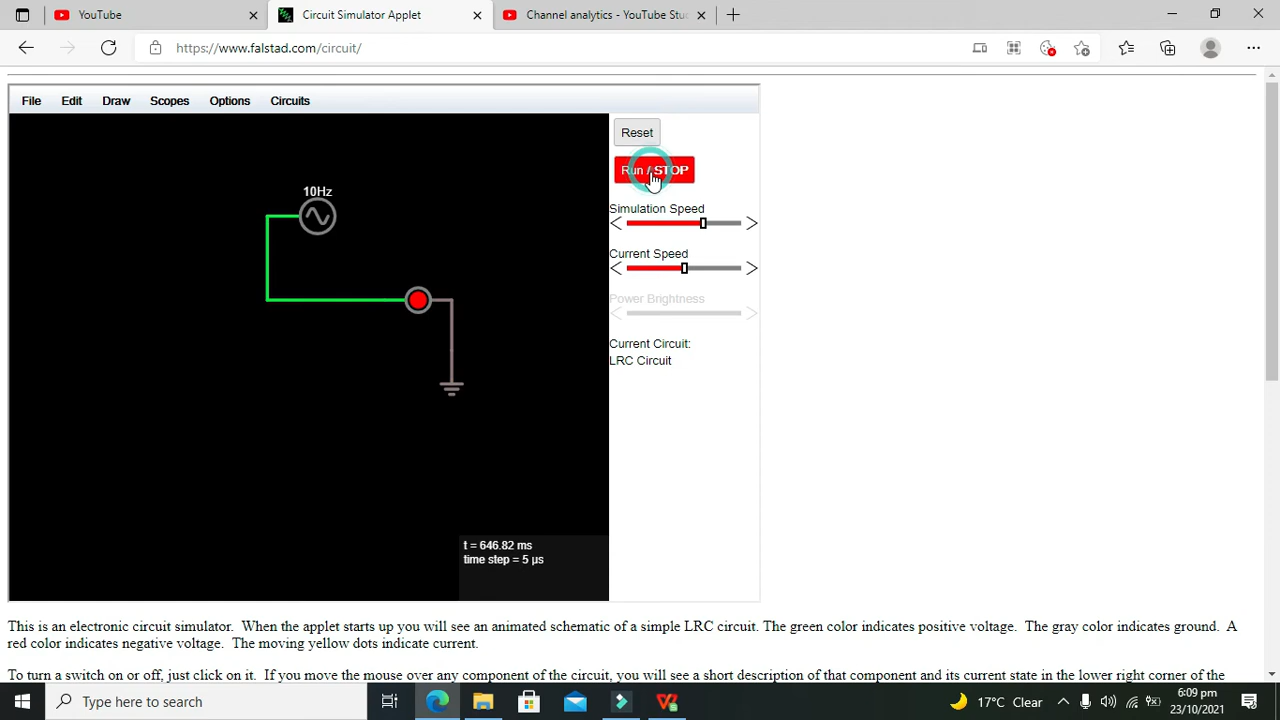 YouTube
Circuit Simulator Applet
Channel analytics - YouTube Stu
https://www.falstad.com/circuit/
File Edit Draw Scopes Options Circuits
Reset
Run / STOP
Simulation Speed
Current Speed
Power Brightness
Current Circuit:
LRC Circuit
10Hz
t = 646.82 ms
time step = 5 µs
This is an electronic circuit simulator. When the applet starts up you will see an animated schematic of a simple LRC circuit. The green color indicates positive voltage. The gray color indicates ground. A
red color indicates negative voltage. The moving yellow dots indicate current.
To turn a switch on or off, just click on it. If you move the mouse over any component of the circuit, you will see a short description of that component and its current state in the lower right corner of the
Type here to search
17°C Clear
6:09 pm
23/10/2021